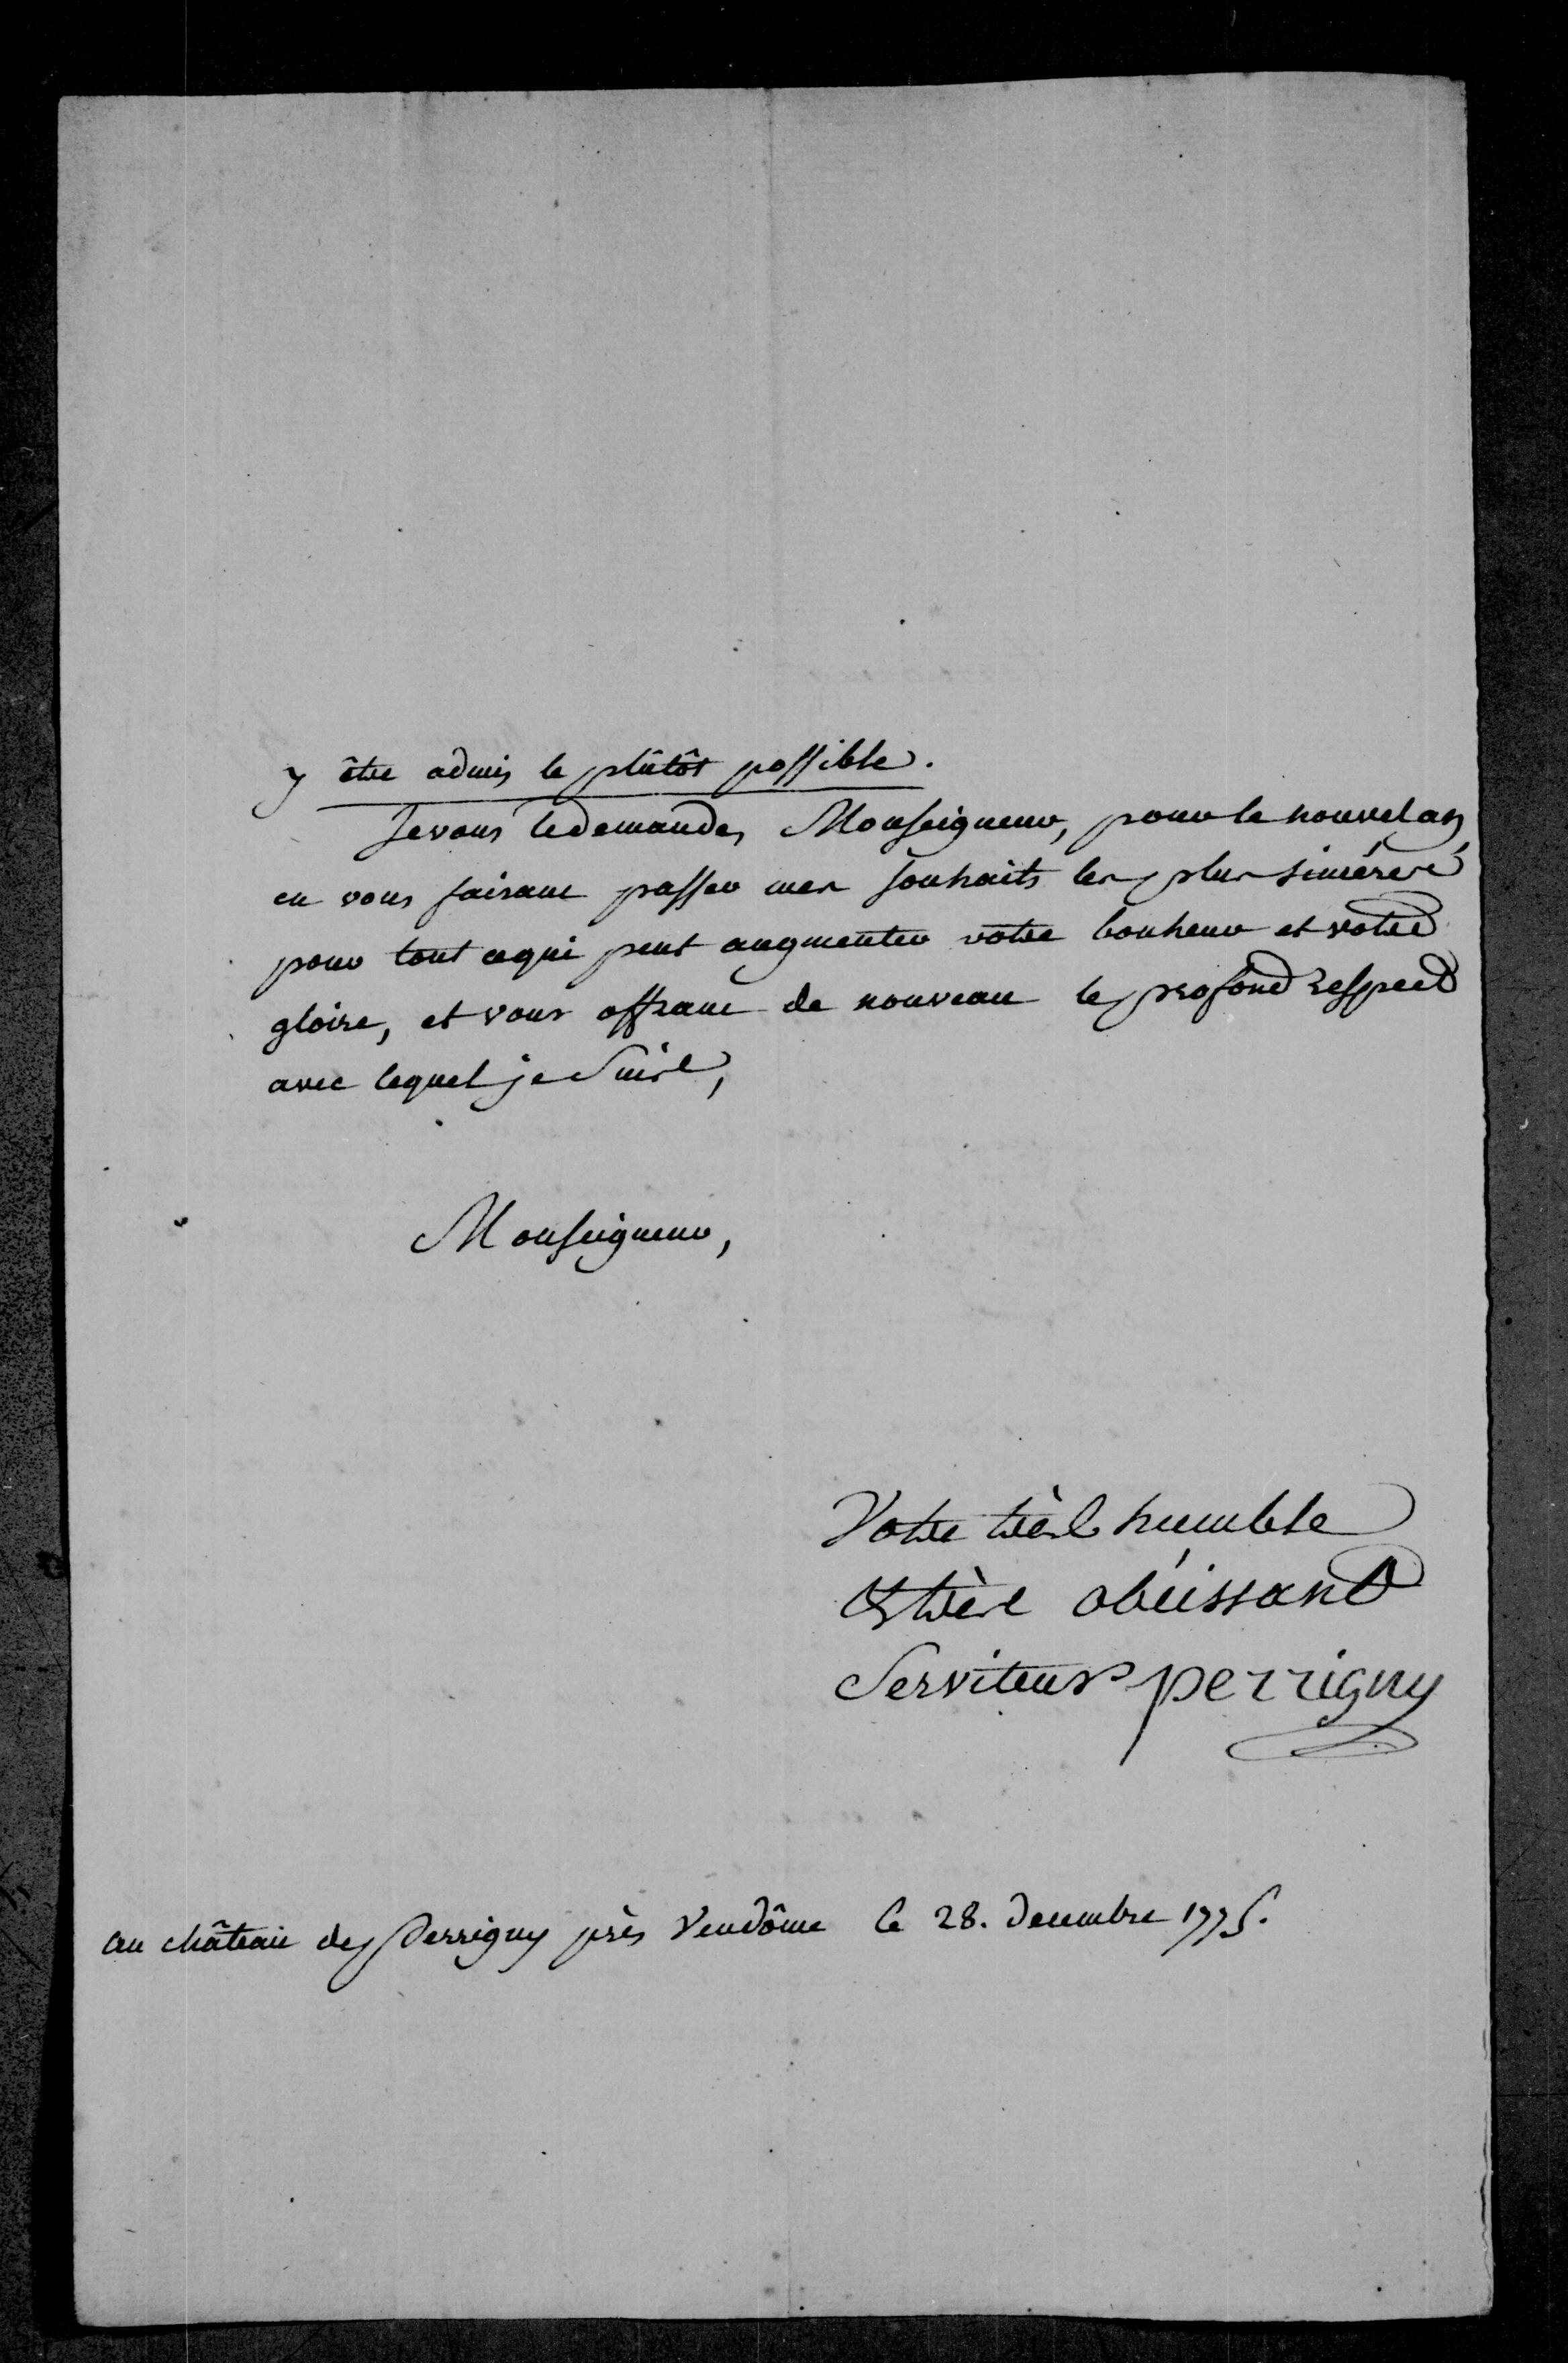 y être admis le plûtôt possible.
Je vous le demande, Monseigneur, pour le nouvel an,
en vous faisant passer mes souhaits les plus sincéres
pour tout ce qui peut augmenter votre bonheur et votre
gloire, et vous offrant de nouveau le profond respect
avec lequel je suis,
Monseigneur,
Votre très humble
& très obéissant
Serviteur perrigny
au château de Perrigny près Vendôme le 28. decembre 1775.